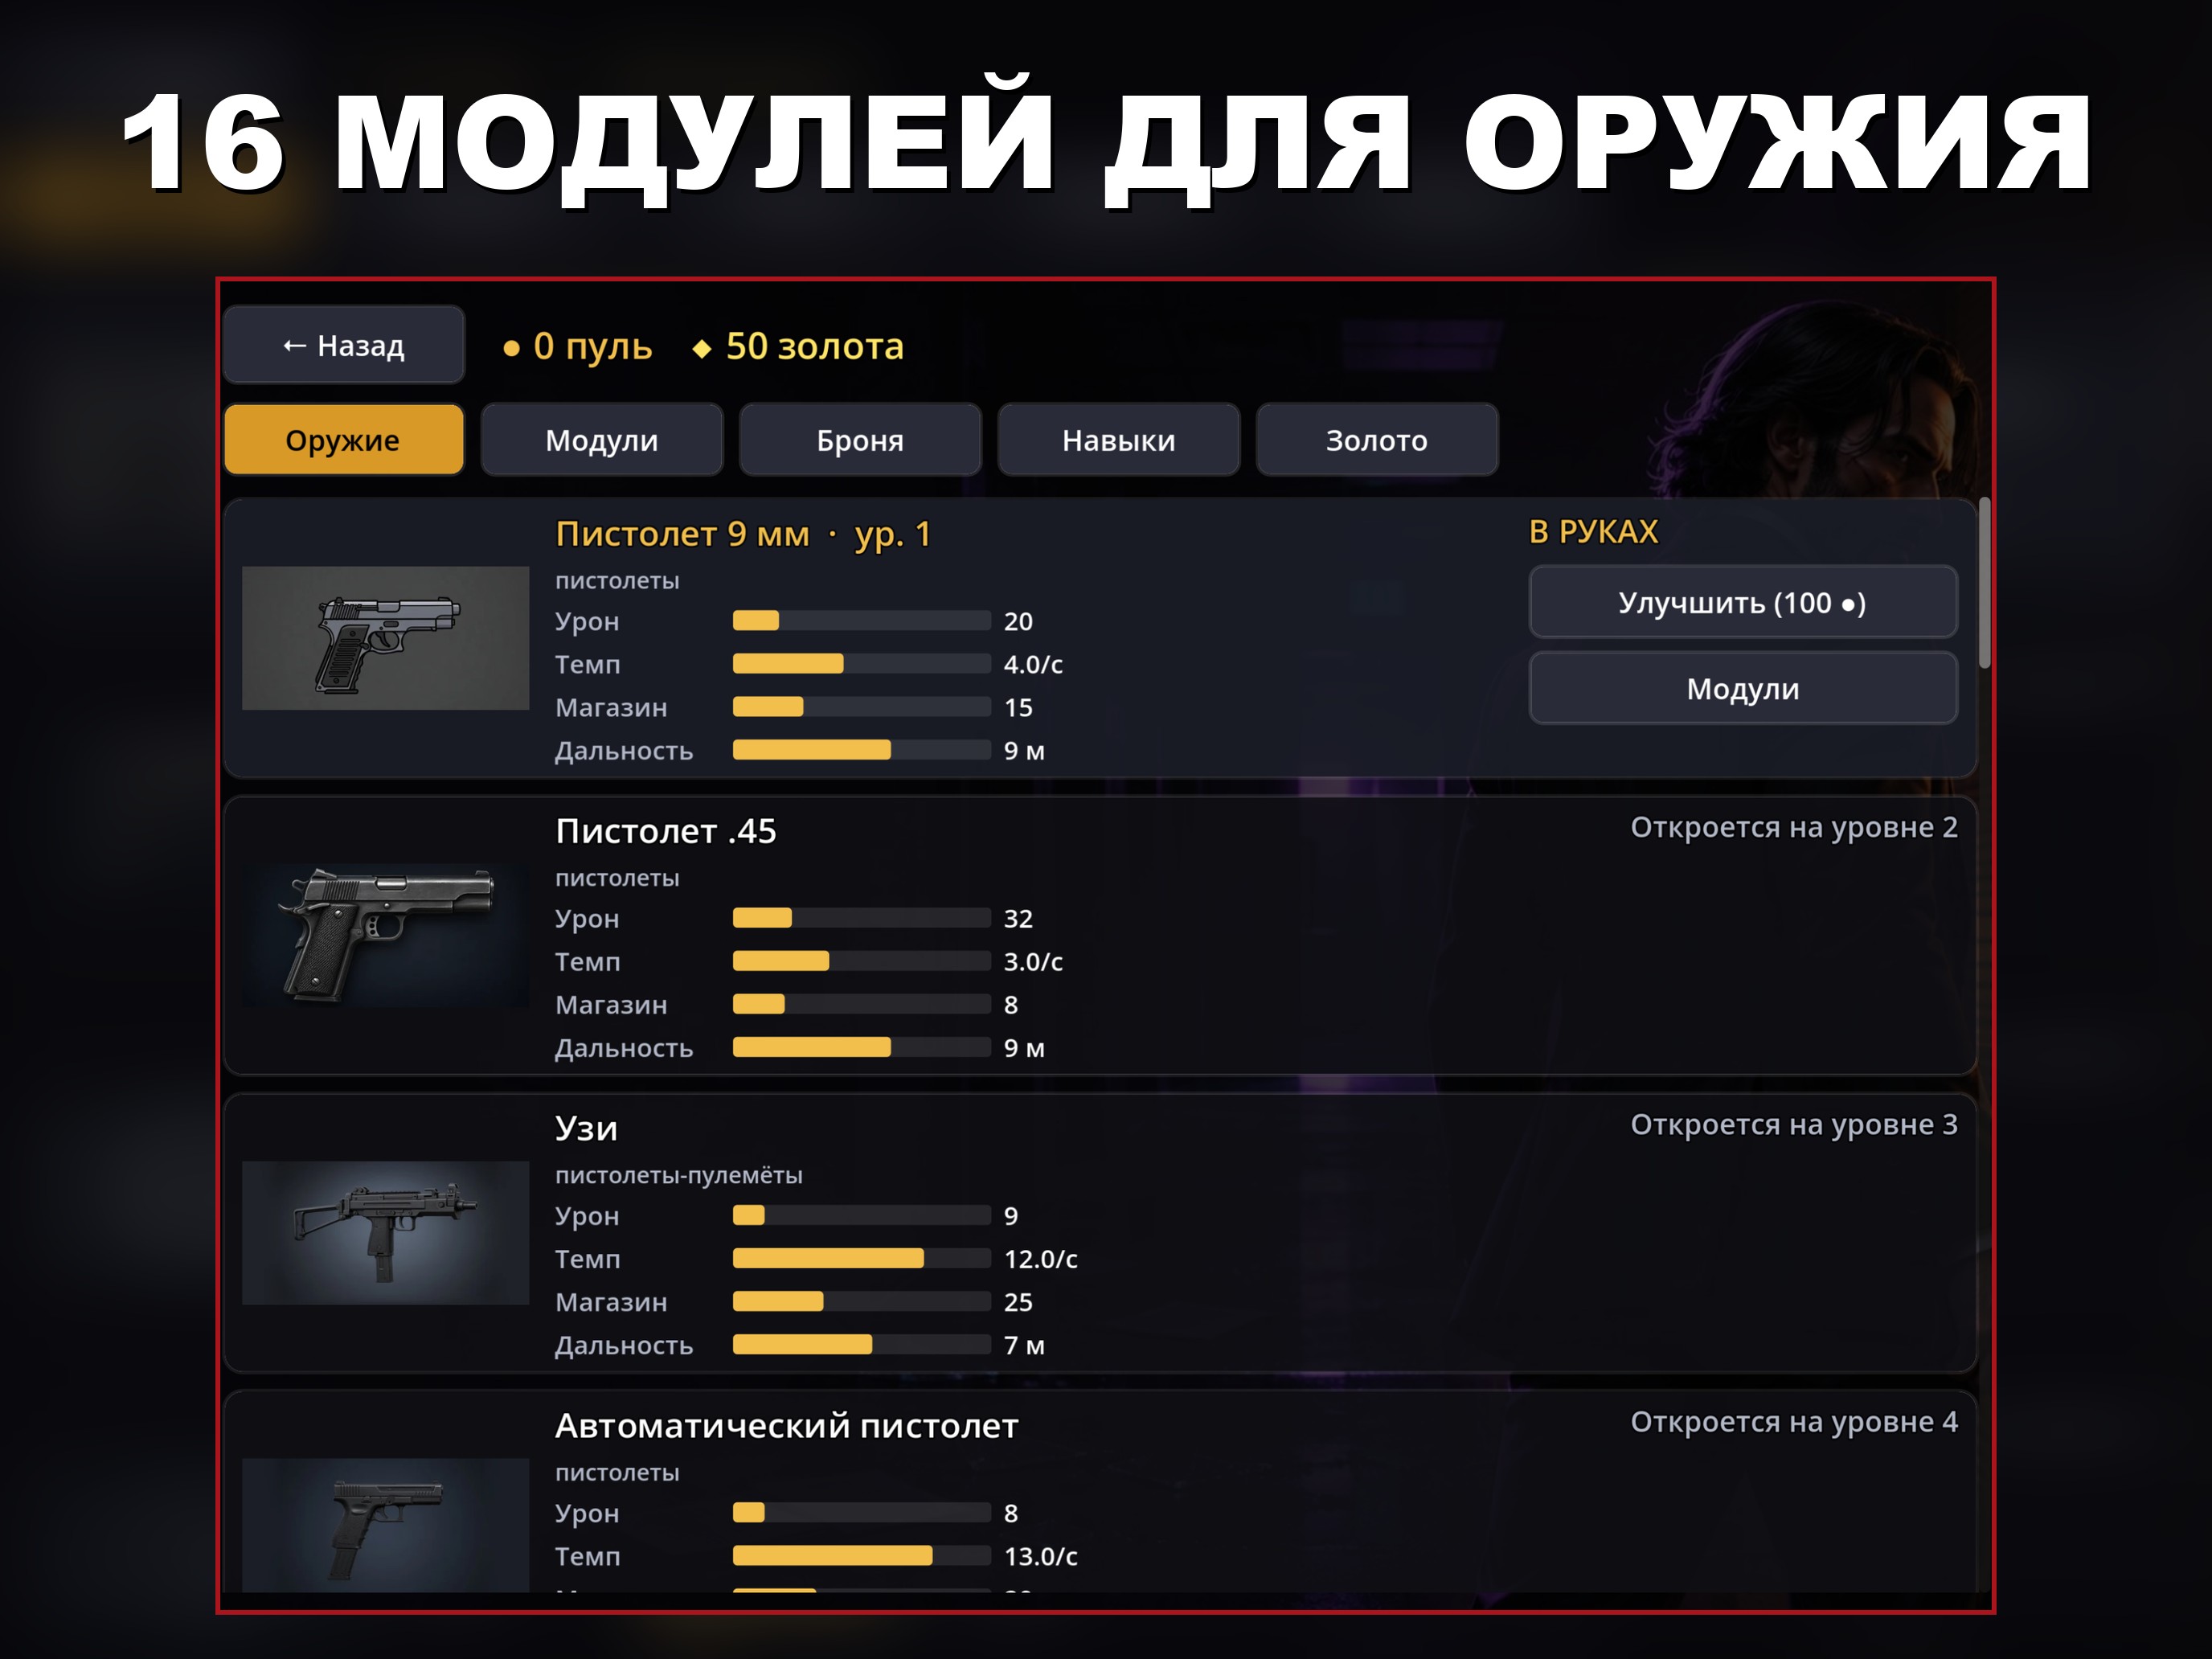 16 МОДУЛЕЙ ДЛЯ ОРУЖИЯ
← Назад ● 0 пуль ◆ 50 золота
Оружие Модули Броня Навыки Золото
Пистолет 9 мм · ур. 1
В РУКАХ
пистолеты
Улучшить (100 ●)
Урон 20
Темп 4.0/с
Модули
Магазин 15
Дальность 9 м
Пистолет .45
Откроется на уровне 2
пистолеты
Урон 32
Темп 3.0/с
Магазин 8
Дальность 9 м
Узи
Откроется на уровне 3
пистолеты-пулемёты
Урон 9
Темп 12.0/с
Магазин 25
Дальность 7 м
Автоматический пистолет
Откроется на уровне 4
пистолеты
Урон 8
Темп 13.0/с